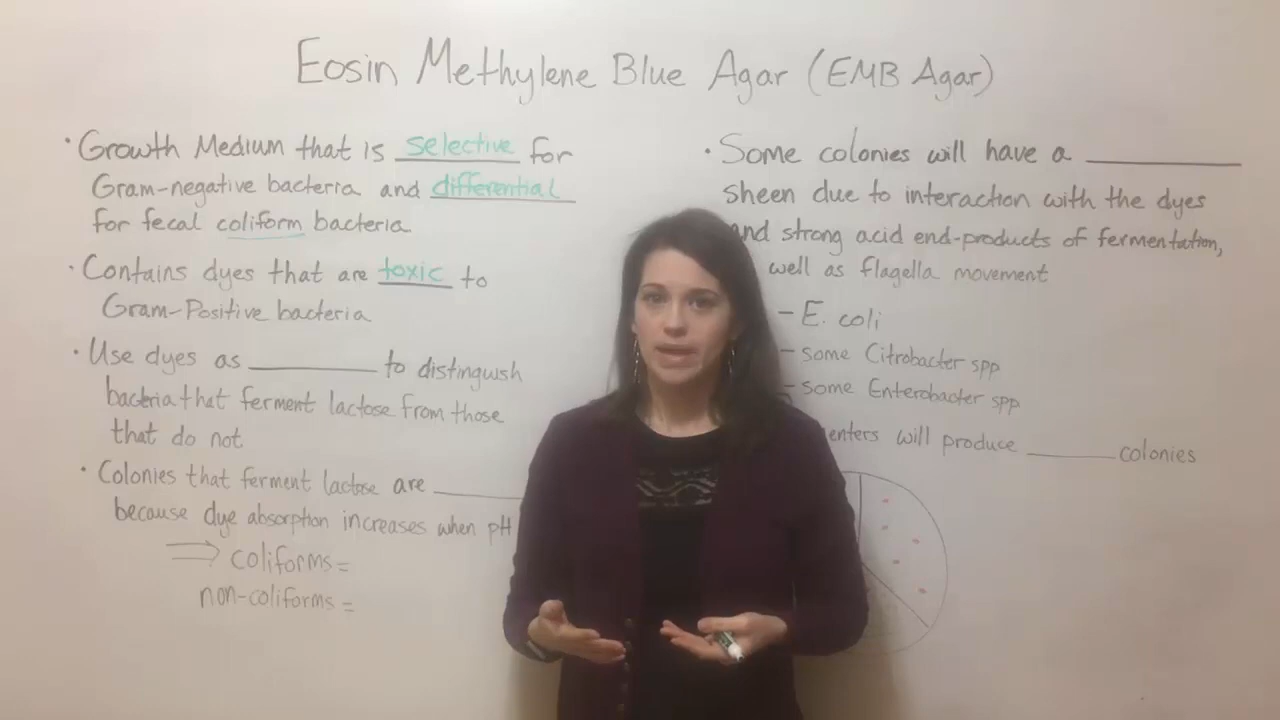 Eosin Methylene Blue Agar (EMB Agar)
• Growth Medium that is selective for
Gram-negative bacteria and differential
for fecal coliform bacteria
• Contains dyes that are toxic to
Gram-Positive bacteria
• Use dyes as ________ to distinguish
bacteria that ferment lactose from those
that do not
• Colonies that ferment lactose are ________
because dye absorption increases when pH
⇒ coliforms =
non-coliforms =
• Some colonies will have a ________
sheen due to interaction with the dyes
and strong acid end-products of fermentation,
well as flagella movement
- E. coli
- some Citrobacter spp
- some Enterobacter spp
will produce ________ colonies